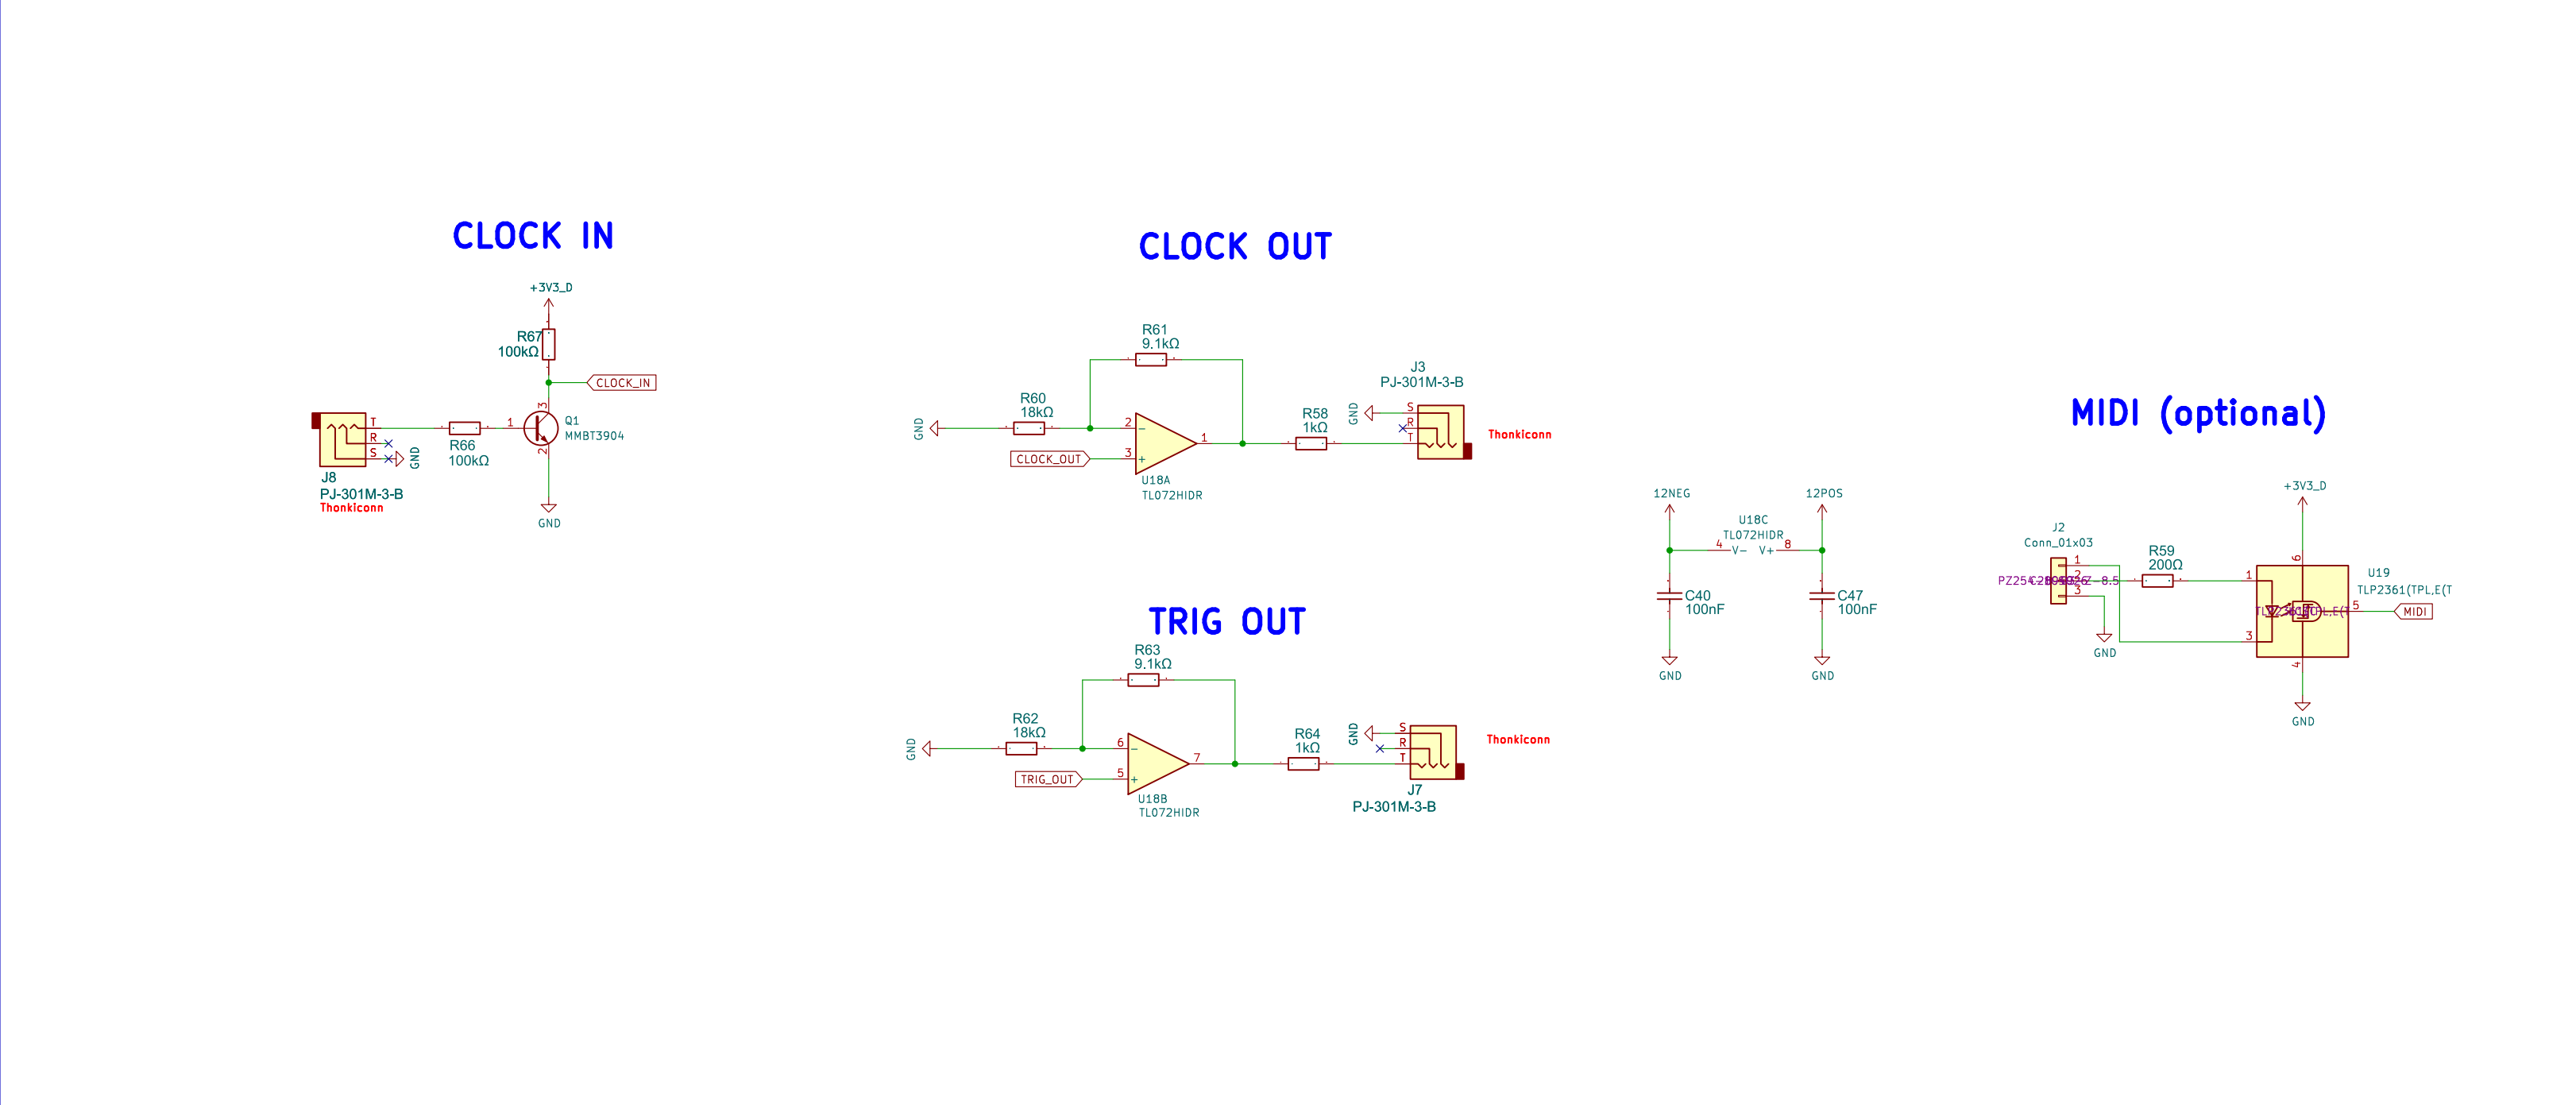 CLOCK IN
+3V3_D
R67
100kΩ
CLOCK_IN
3
Q1
MMBT3904
1
2
R66
100kΩ
T
R
S
GND
J8
PJ-301M-3-B
Thonkiconn
GND
CLOCK OUT
R61
9.1kΩ
R60
18kΩ
GND
2
3
1
CLOCK_OUT
U18A
TL072HIDR
R58
1kΩ
J3
PJ-301M-3-B
GND
S
R
T
Thonkiconn
TRIG OUT
R63
9.1kΩ
R62
18kΩ
GND
6
5
7
TRIG_OUT
U18B
TL072HIDR
R64
1kΩ
GND
S
R
T
J7
PJ-301M-3-B
Thonkiconn
12NEG
12POS
U18C
TL072HIDR
4
V-
V+
8
C40
100nF
C47
100nF
GND
GND
MIDI (optional)
+3V3_D
J2
Conn_01x03
1
2
3
R59
200Ω
GND
U19
TLP2361(TPL,E(T
1
3
6
5
4
MIDI
GND